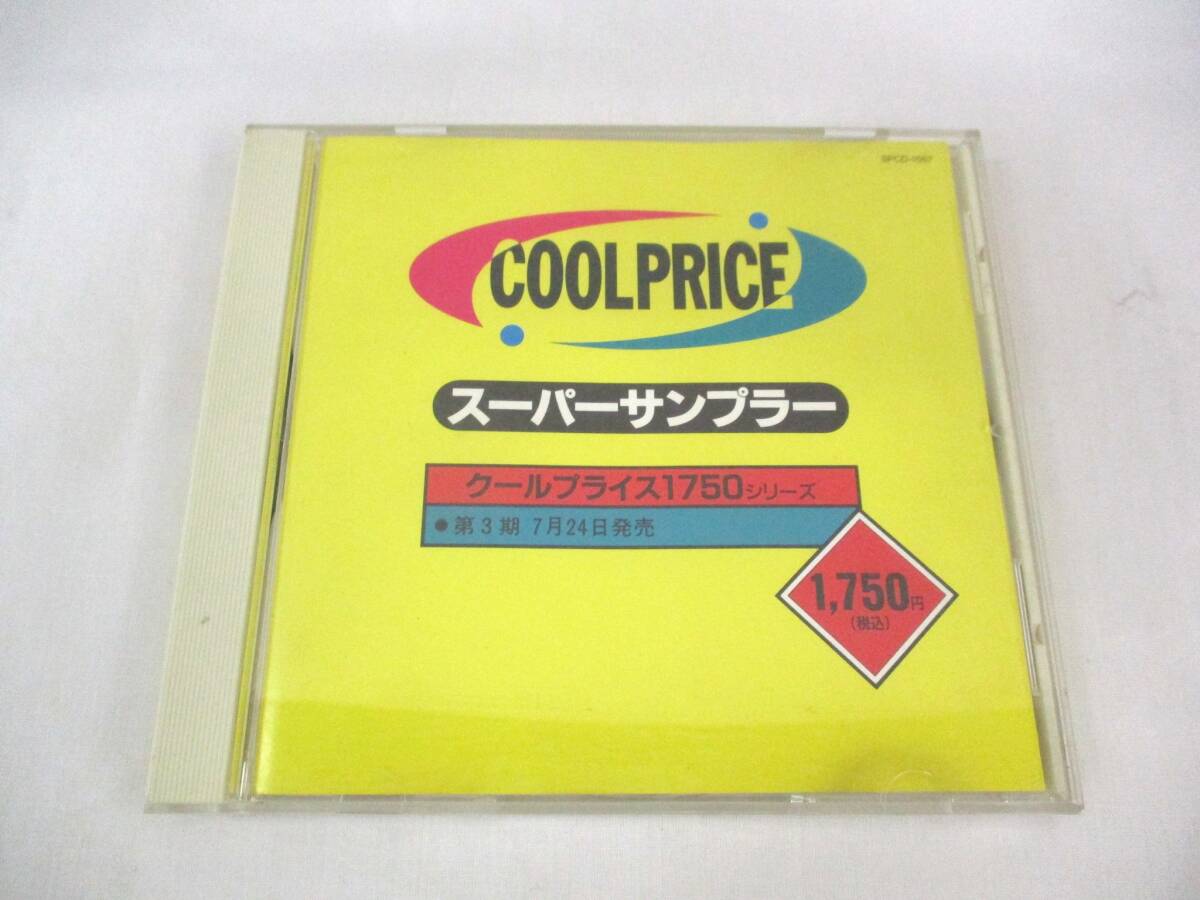 COOLPRICE
スーパーサンプラー
クールプライス1750シリーズ
●第3期 7月24日発売
1,750円
(税込)